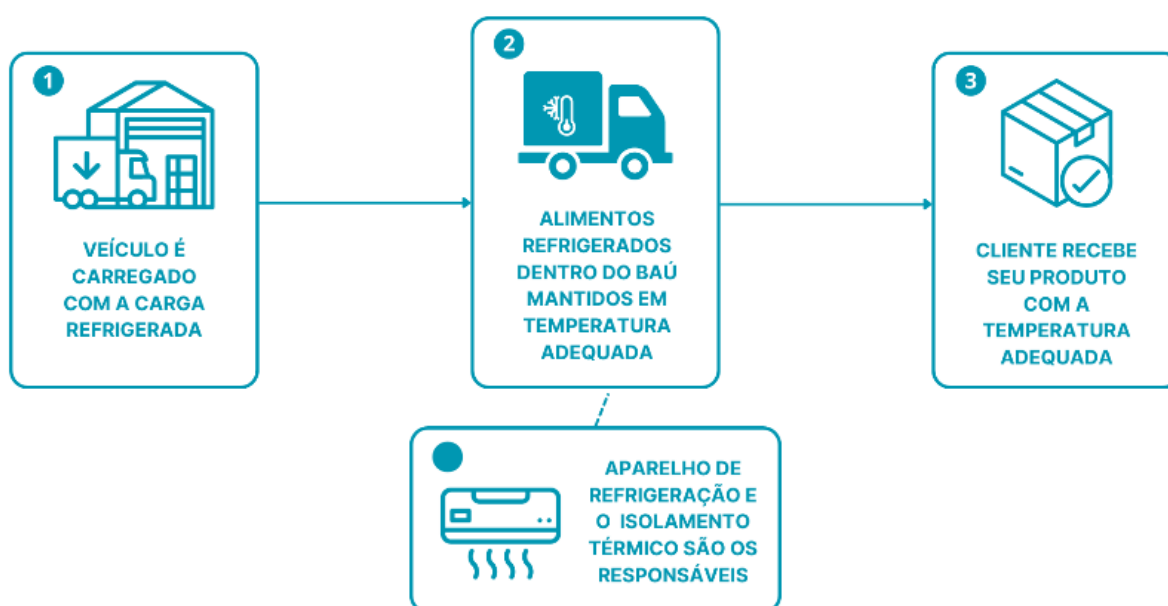 1
VEÍCULO É
CARREGADO
COM A CARGA
REFRIGERADA
2
ALIMENTOS
REFRIGERADOS
DENTRO DO BAÚ
MANTIDOS EM
TEMPERATURA
ADEQUADA
3
CLIENTE RECEBE
SEU PRODUTO
COM A
TEMPERATURA
ADEQUADA
APARELHO DE
REFRIGERAÇÃO E
O ISOLAMENTO
TÉRMICO SÃO OS
RESPONSÁVEIS